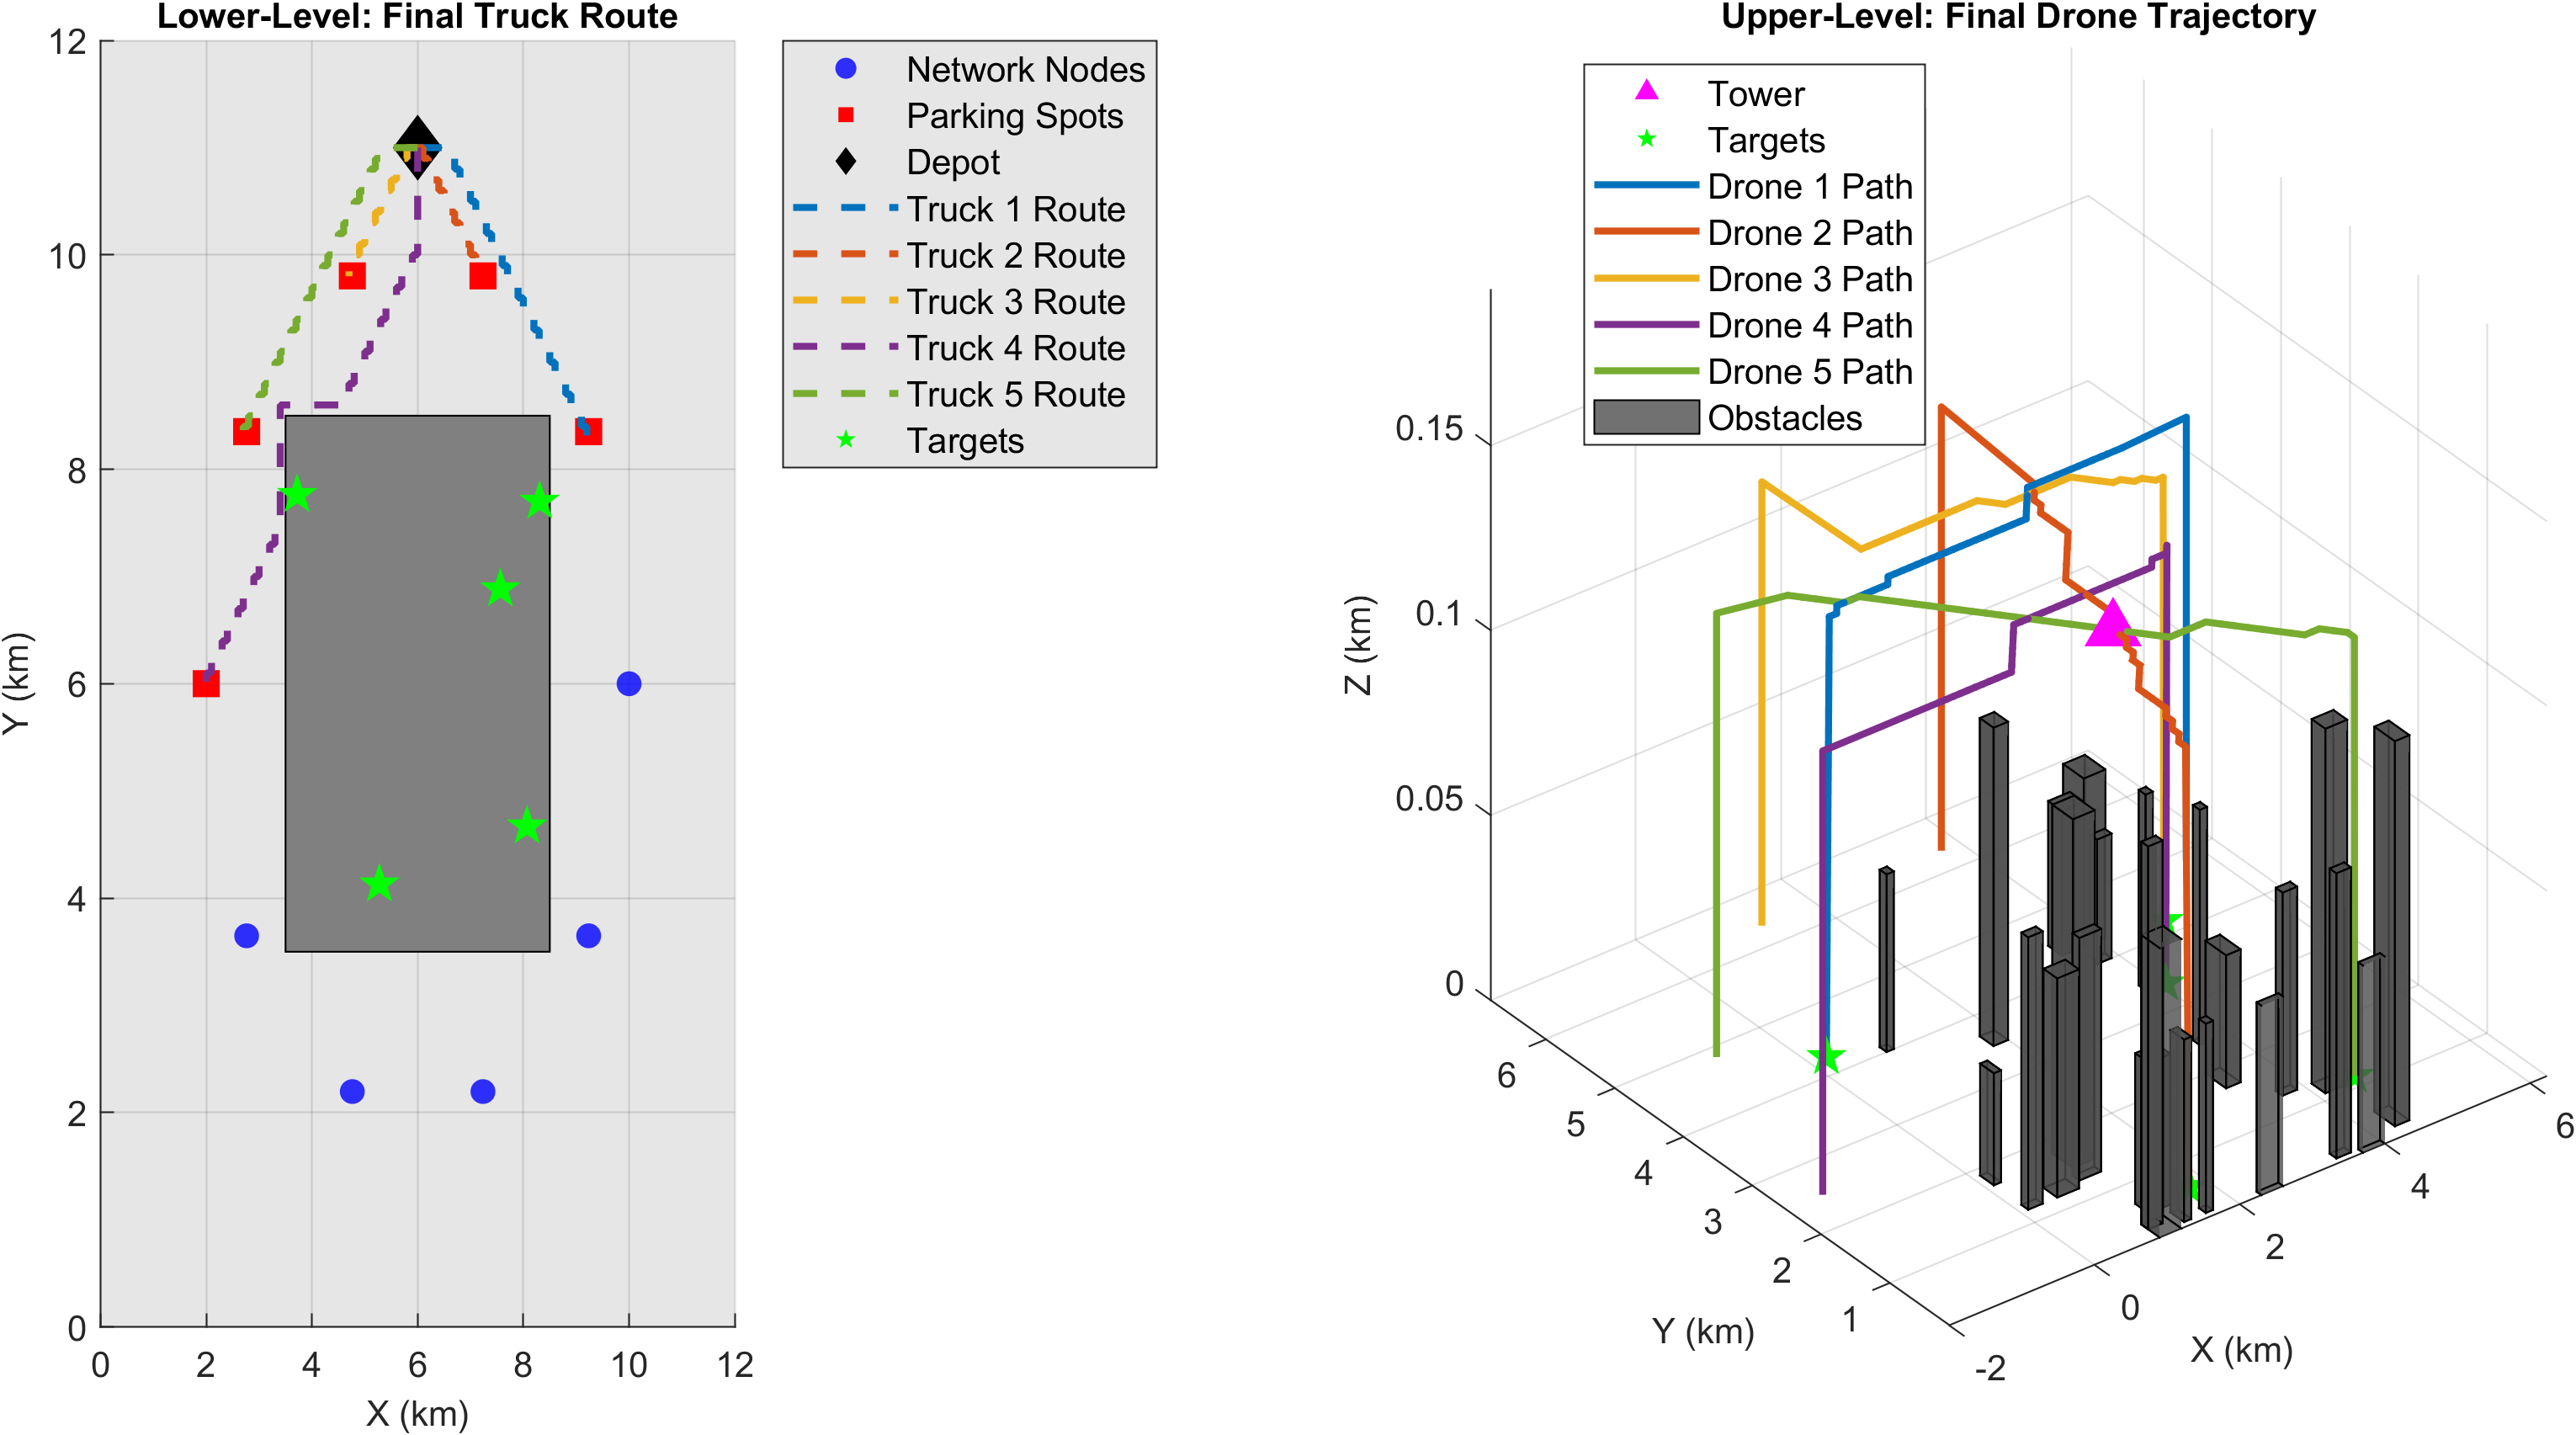 Lower-Level: Final Truck Route
12
10
8
6
4
2
0
0 2 4 6 8 10 12
X (km)
Y (km)
Network Nodes
Parking Spots
Depot
Truck 1 Route
Truck 2 Route
Truck 3 Route
Truck 4 Route
Truck 5 Route
Targets
Upper-Level: Final Drone Trajectory
Tower
Targets
Drone 1 Path
Drone 2 Path
Drone 3 Path
Drone 4 Path
Drone 5 Path
Obstacles
0.15
0.1
0.05
0
Z (km)
6
5
4
3
2
1
Y (km)
-2
0
2
4
6
X (km)